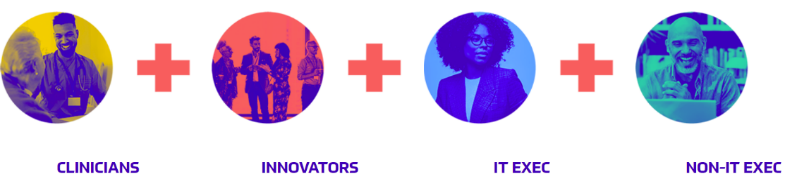 CLINICIANS
INNOVATORS
IT EXEC
NON-IT EXEC